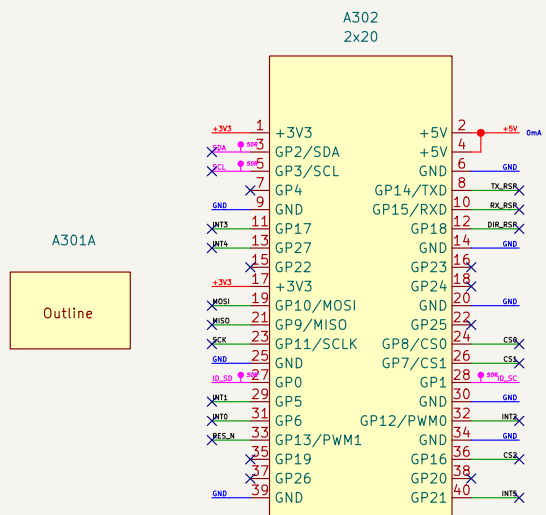 A302
2x20
+3V3 1 +3V3 +5V 2 +5V 0mA
SDA 50R 3 GP2/SDA +5V 4
SCL 50R 5 GP3/SCL GND 6 GND
7 GP4 GP14/TXD 8 TX_RSR
GND 9 GND GP15/RXD 10 RX_RSR
INT3 11 GP17 GP18 12 DIR_RSR
INT4 13 GP27 GND 14 GND
A301A
15 GP22 GP23 16
+3V3 17 +3V3 GP24 18
MOSI 19 GP10/MOSI GND 20 GND
Outline
MISO 21 GP9/MISO GP25 22
SCK 23 GP11/SCLK GP8/CS0 24 CS0
GND 25 GND GP7/CS1 26 CS1
ID_SD 50R 27 GP0 GP1 28 50R ID_SC
INT1 29 GP5 GND 30 GND
INT0 31 GP6 GP12/PWM0 32 INT2
RES_N 33 GP13/PWM1 GND 34 GND
35 GP19 GP16 36 CS2
37 GP26 GP20 38
GND 39 GND GP21 40 INT5